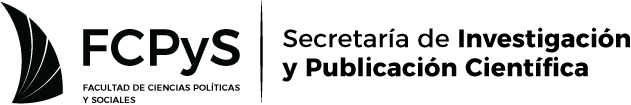 FCPyS
FACULTAD DE CIENCIAS POLÍTICAS
Y SOCIALES
Secretaría de Investigación
y Publicación Científica